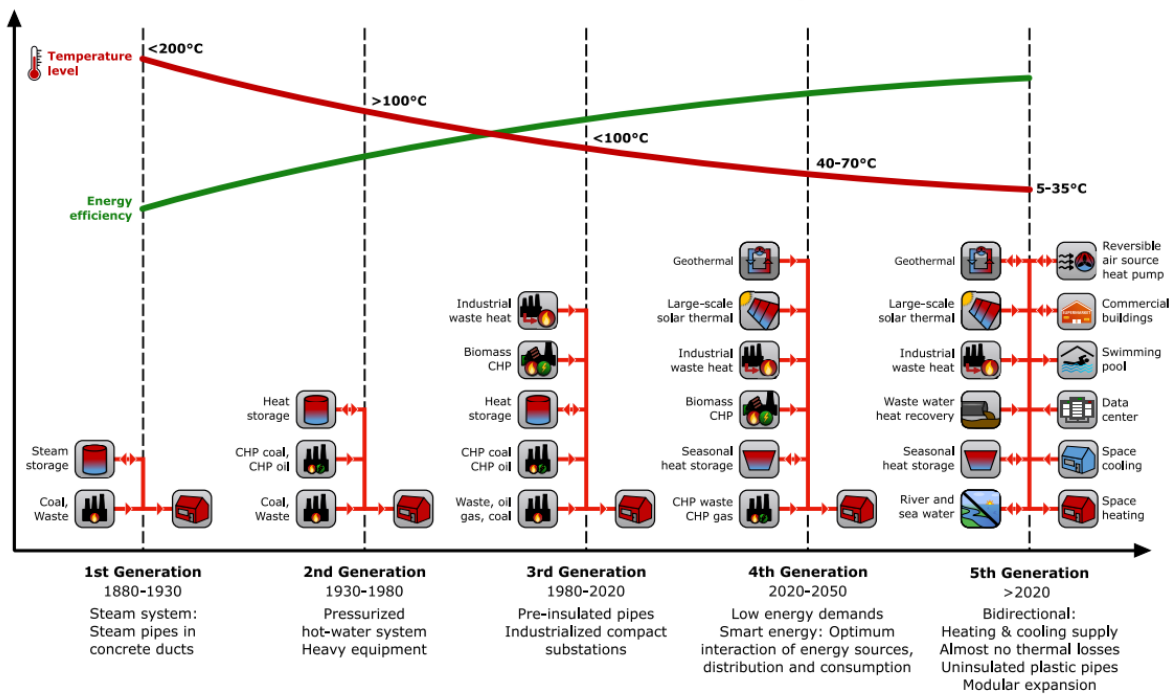 <200°C
Temperature
level
>100°C
<100°C
40-70°C
5-35°C
Energy
efficiency
Steam
storage
Coal,
Waste
Heat
storage
CHP coal,
CHP oil
Coal,
Waste
Industrial
waste heat
Biomass
CHP
Heat
storage
CHP coal
CHP oil
Waste, oil
gas, coal
Geothermal
Large-scale
solar thermal
Industrial
waste heat
Biomass
CHP
Seasonal
heat storage
CHP waste
CHP gas
Geothermal
Large-scale
solar thermal
Industrial
waste heat
Waste water
heat recovery
Seasonal
heat storage
River and
sea water
Reversible
air source
heat pump
SUPERMARKET
Commercial
buildings
Swimming
pool
Data
center
Space
cooling
Space
heating
1st Generation
1880-1930
Steam system:
Steam pipes in
concrete ducts
2nd Generation
1930-1980
Pressurized
hot-water system
Heavy equipment
3rd Generation
1980-2020
Pre-insulated pipes
Industrialized compact
substations
4th Generation
2020-2050
Low energy demands
Smart energy: Optimum
interaction of energy sources,
distribution and consumption
5th Generation
>2020
Bidirectional:
Heating & cooling supply
Almost no thermal losses
Uninsulated plastic pipes
Modular expansion